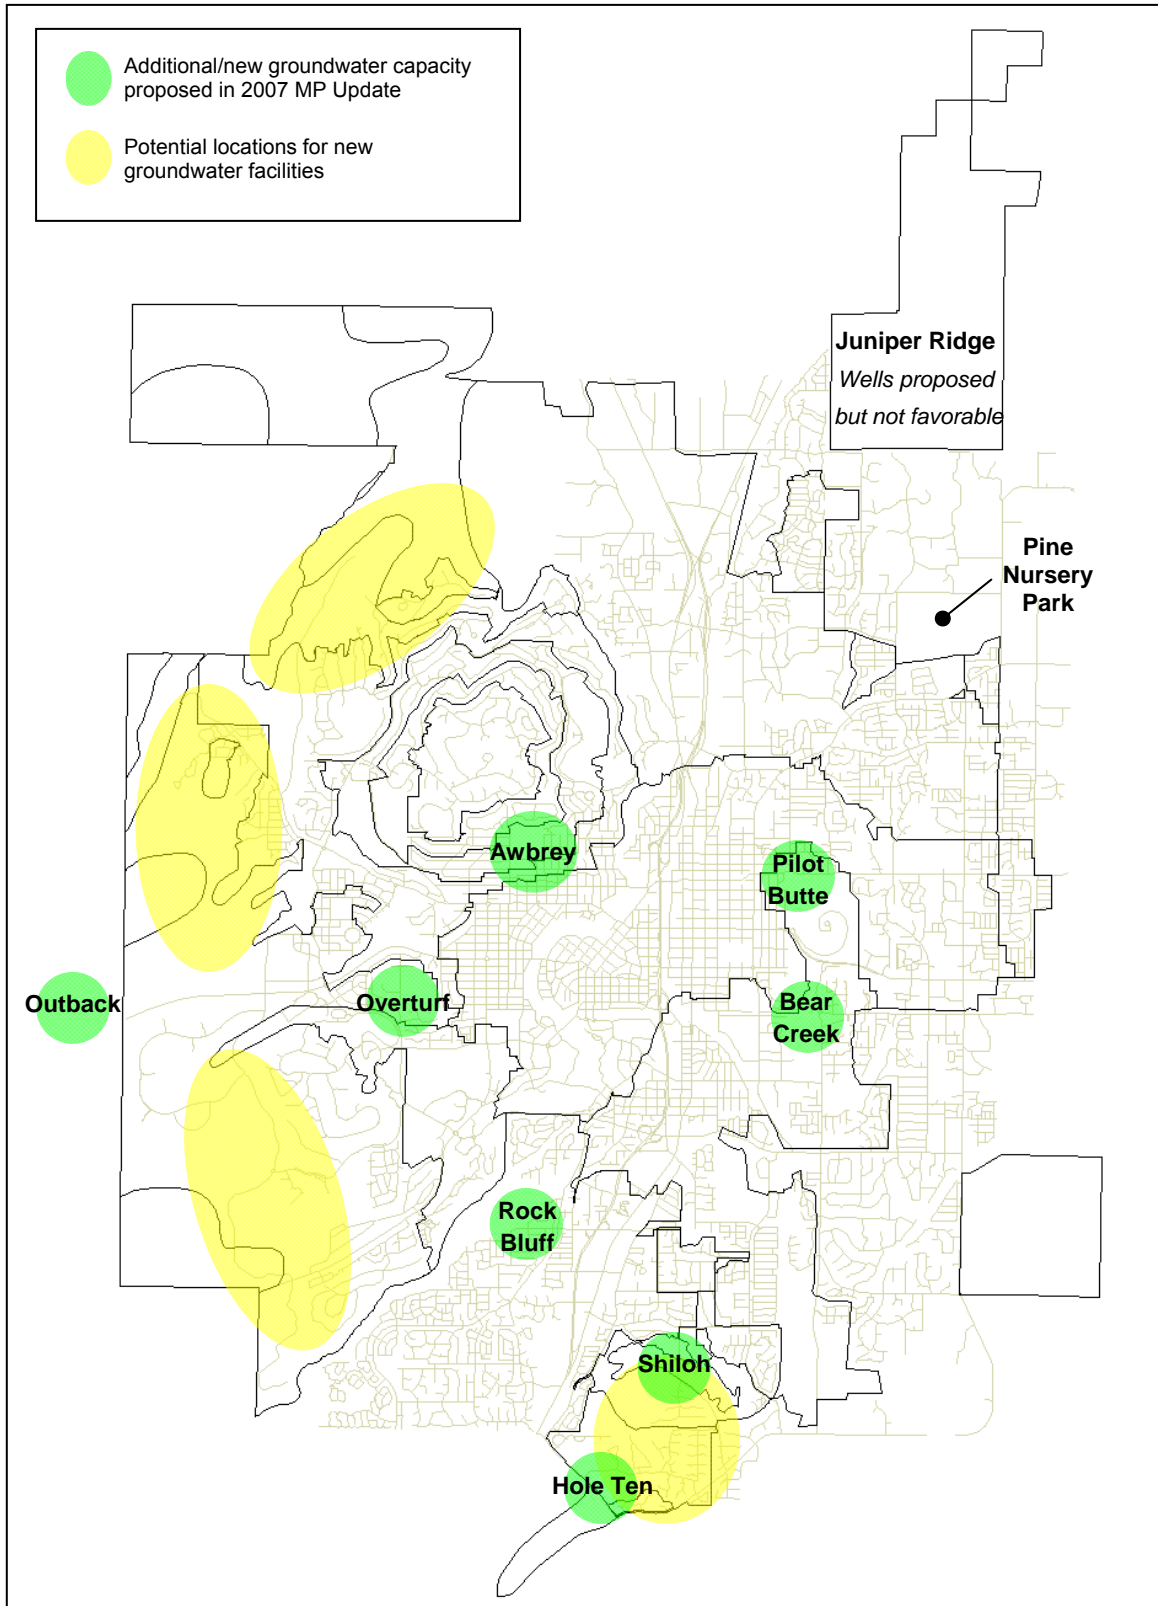 Additional/new groundwater capacity
proposed in 2007 MP Update
Potential locations for new
groundwater facilities
Juniper Ridge
Wells proposed
but not favorable
Pine
Nursery
Park
Awbrey
Pilot
Butte
Outback
Overturf
Bear
Creek
Rock
Bluff
Shiloh
Hole Ten